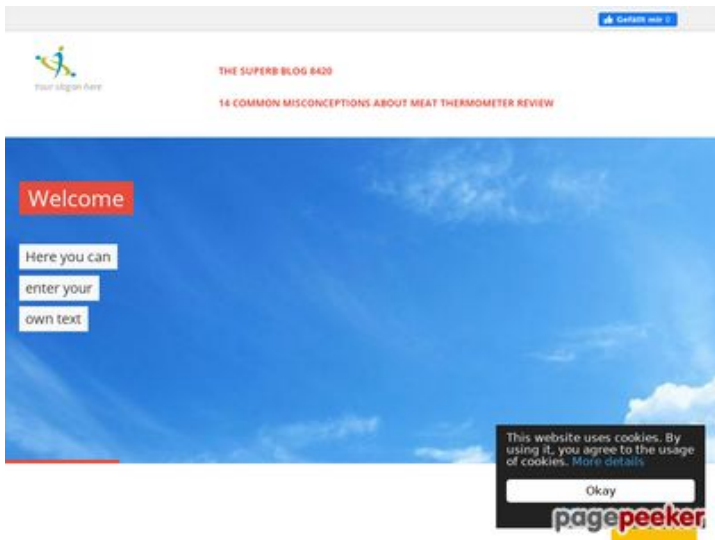 Gefällt mir 0
Your slogan here
THE SUPERB BLOG 8420
14 COMMON MISCONCEPTIONS ABOUT MEAT THERMOMETER REVIEW
Welcome
Here you can
enter your
own text
This website uses cookies. By
using it, you agree to the usage
of cookies. More details
Okay
pagepeeker